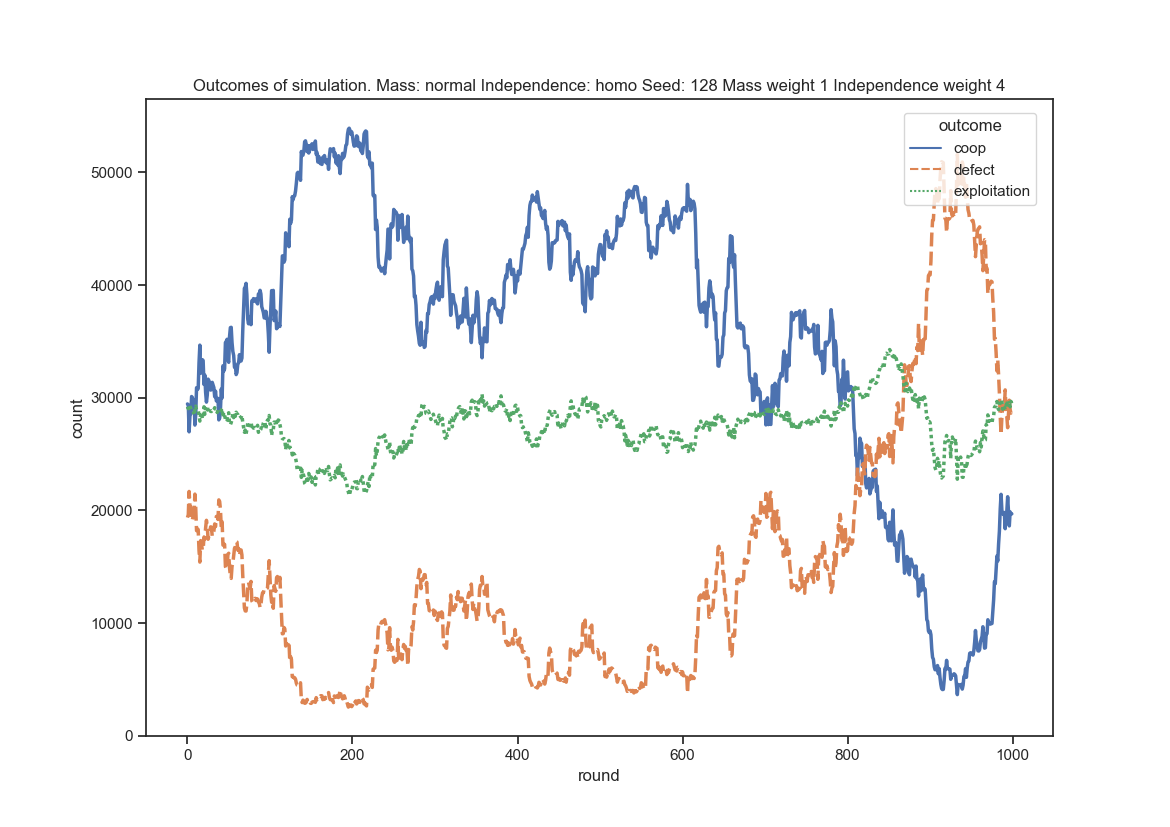 Outcomes of simulation. Mass: normal Independence: homo Seed: 128 Mass weight 1 Independence weight 4
outcome
coop
defect
exploitation
50000
40000
30000
20000
10000
0
count
0 200 400 600 800 1000
round